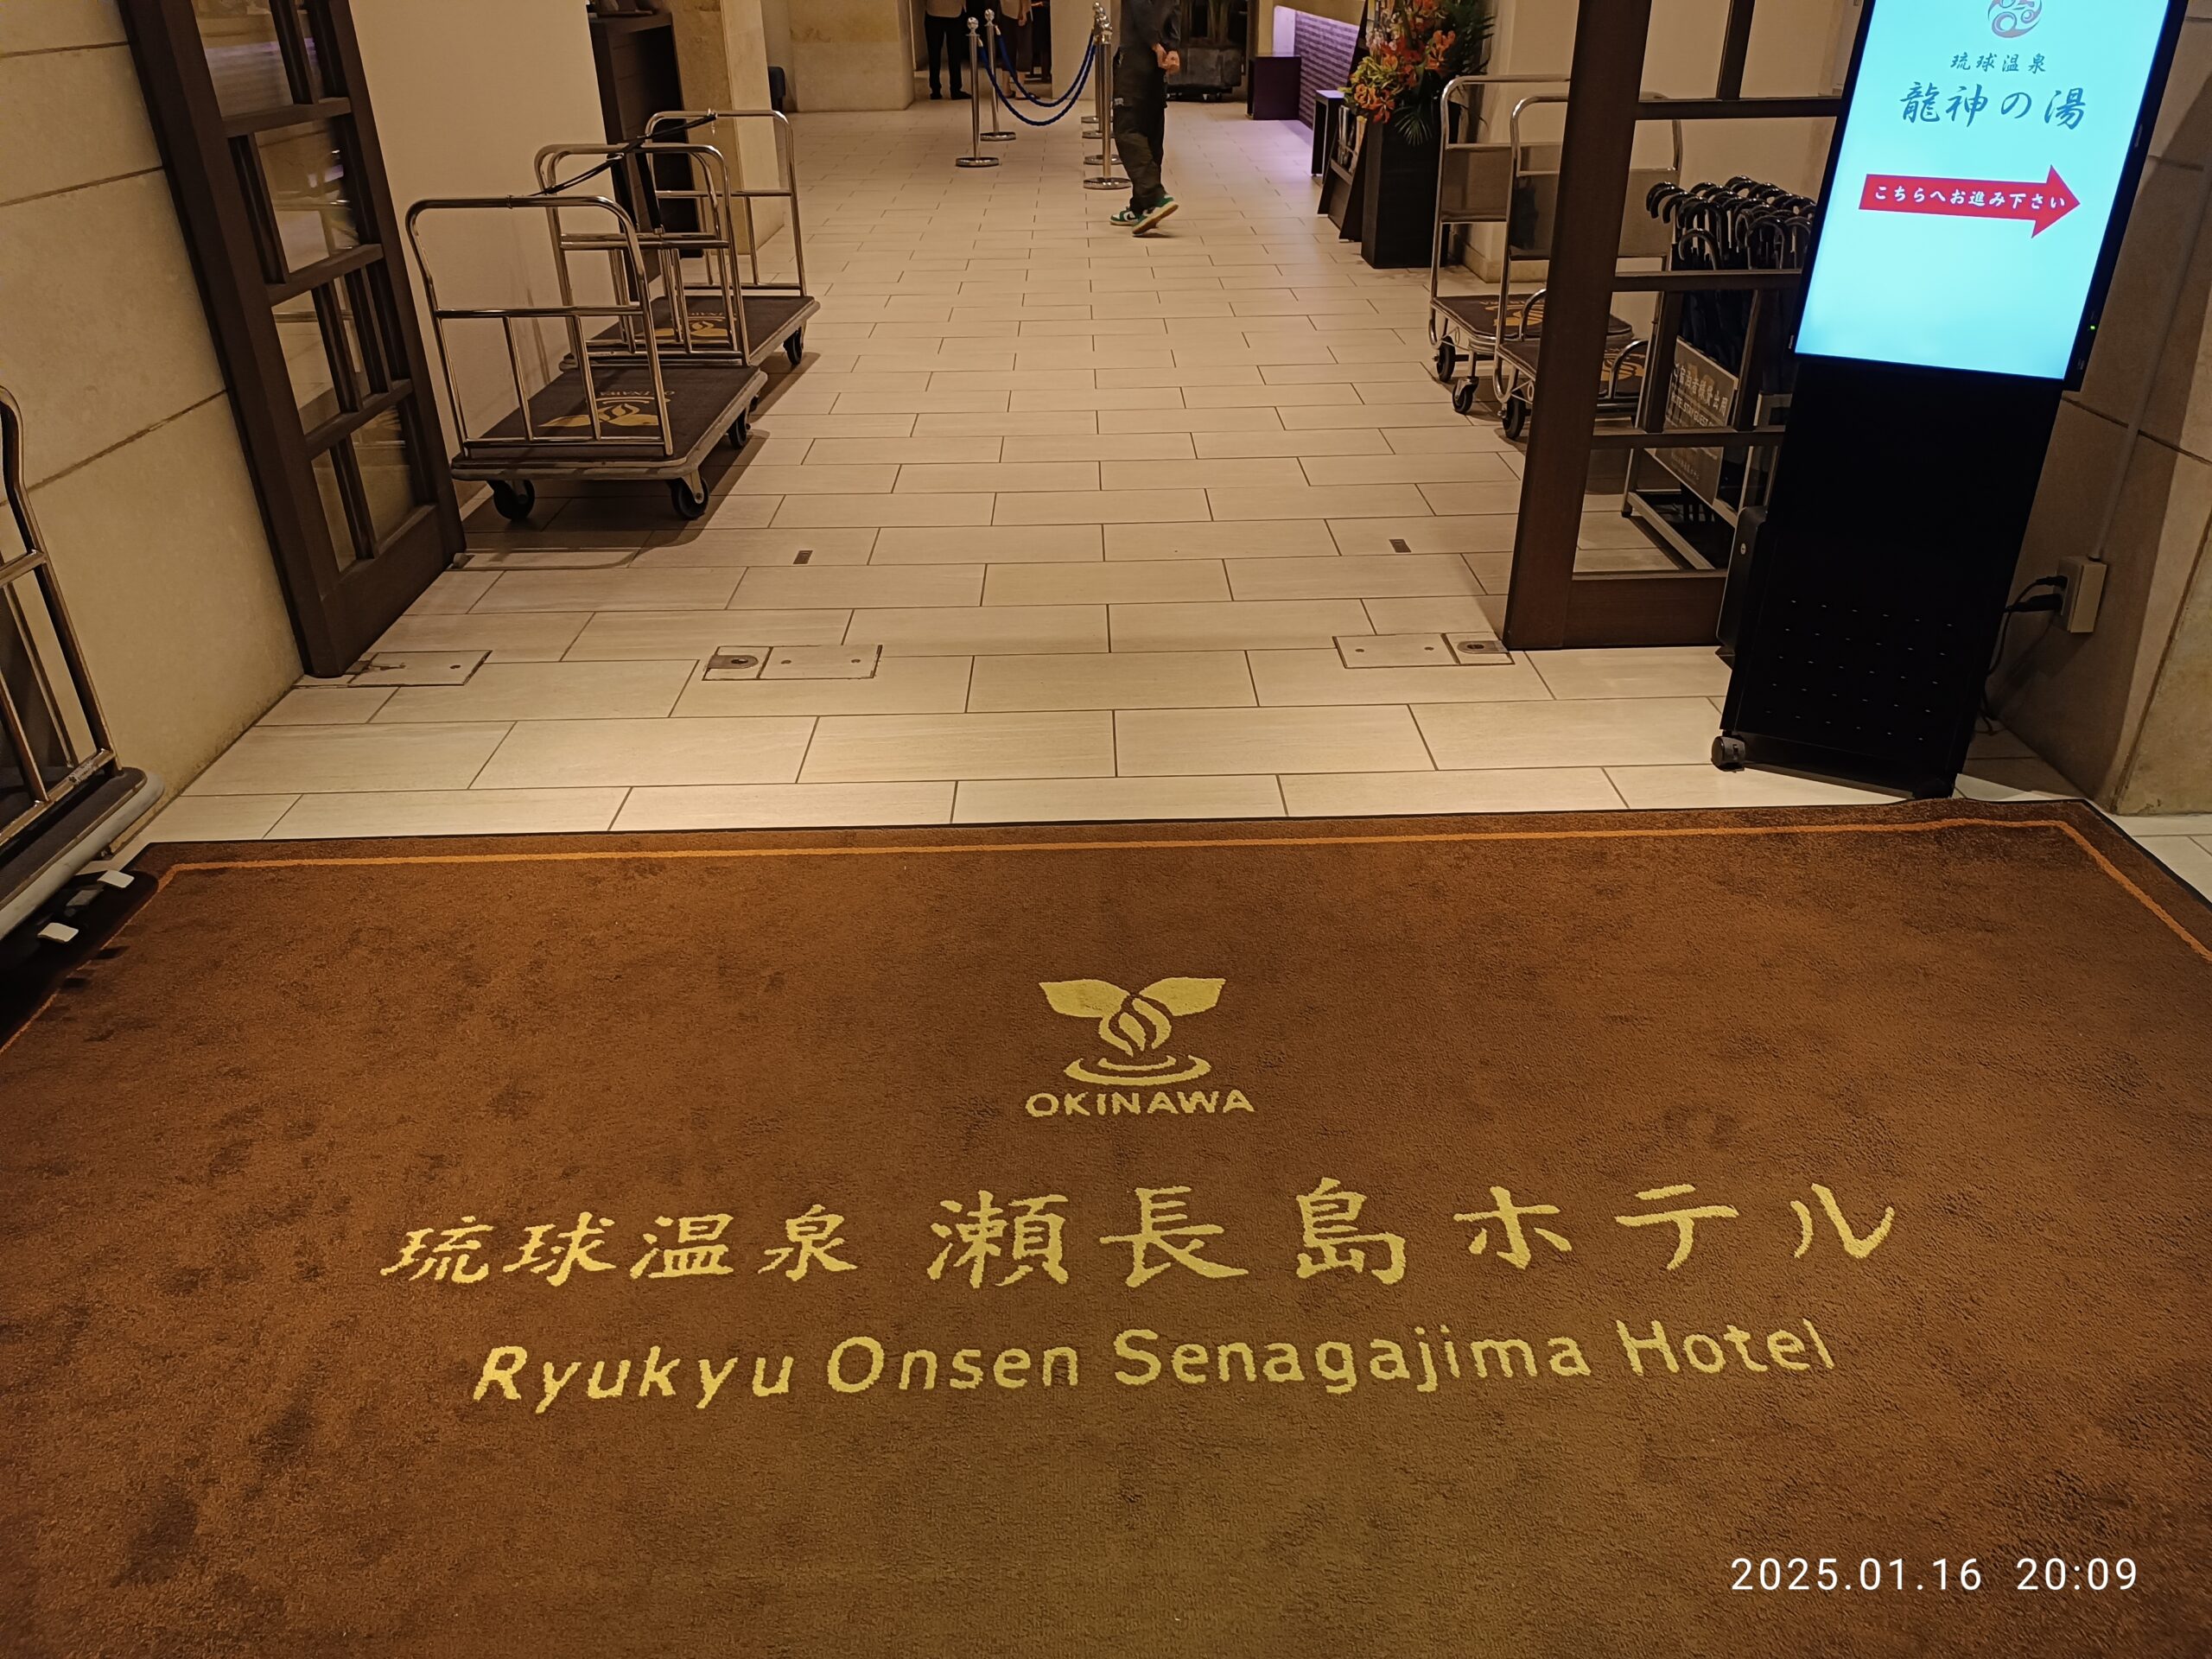 琉球温泉
龍神の湯
こちらへお進み下さい
OKINAWA
琉球温泉 瀬長島ホテル
Ryukyu Onsen Senagajima Hotel
2025.01.16 20:09